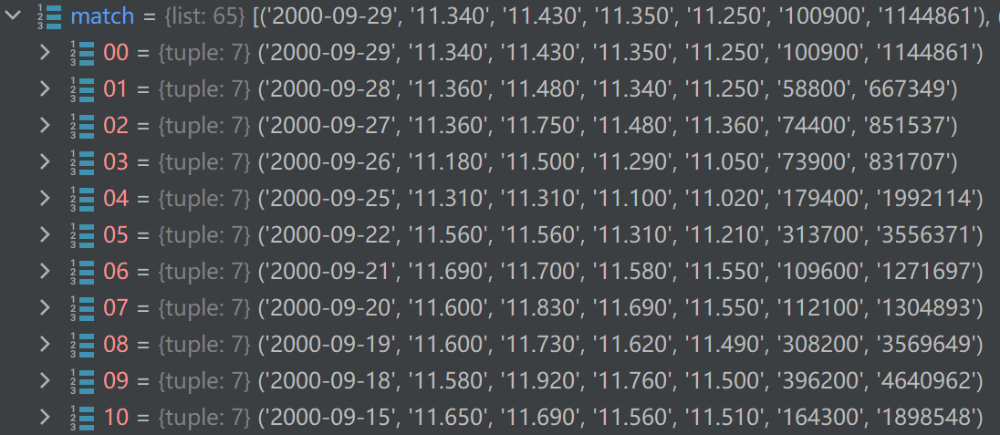 match = {list: 65} [('2000-09-29', '11.340', '11.430', '11.350', '11.250', '100900', '1144861'), (
00 = {tuple: 7} ('2000-09-29', '11.340', '11.430', '11.350', '11.250', '100900', '1144861')
01 = {tuple: 7} ('2000-09-28', '11.360', '11.480', '11.340', '11.250', '58800', '667349')
02 = {tuple: 7} ('2000-09-27', '11.360', '11.750', '11.480', '11.360', '74400', '851537')
03 = {tuple: 7} ('2000-09-26', '11.180', '11.500', '11.290', '11.050', '73900', '831707')
04 = {tuple: 7} ('2000-09-25', '11.310', '11.310', '11.100', '11.020', '179400', '1992114')
05 = {tuple: 7} ('2000-09-22', '11.560', '11.560', '11.310', '11.210', '313700', '3556371')
06 = {tuple: 7} ('2000-09-21', '11.690', '11.700', '11.580', '11.550', '109600', '1271697')
07 = {tuple: 7} ('2000-09-20', '11.600', '11.830', '11.690', '11.550', '112100', '1304893')
08 = {tuple: 7} ('2000-09-19', '11.600', '11.730', '11.620', '11.490', '308200', '3569649')
09 = {tuple: 7} ('2000-09-18', '11.580', '11.920', '11.760', '11.500', '396200', '4640962')
10 = {tuple: 7} ('2000-09-15', '11.650', '11.690', '11.560', '11.510', '164300', '1898548')